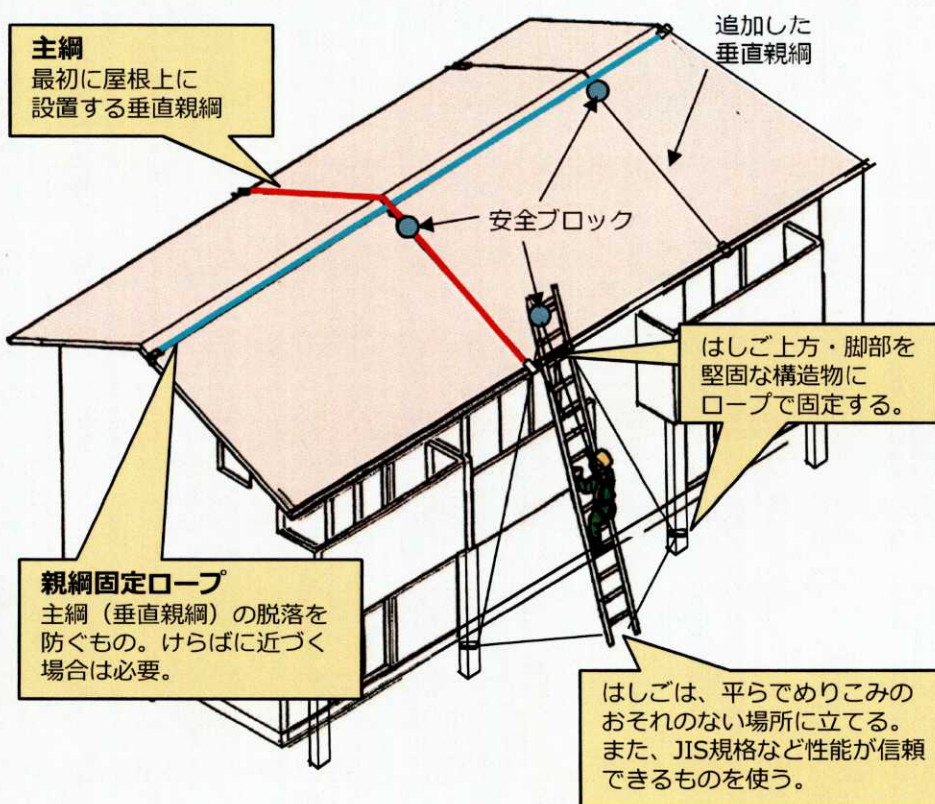 主綱
最初に屋根上に
設置する垂直親綱
追加した
垂直親綱
安全ブロック
はしご上方・脚部を
堅固な構造物に
ロープで固定する。
親綱固定ロープ
主綱（垂直親綱）の脱落を
防ぐもの。けらばに近づく
場合は必要。
はしごは、平らでめりこみの
おそれのない場所に立てる。
また、JIS規格など性能が信頼
できるものを使う。